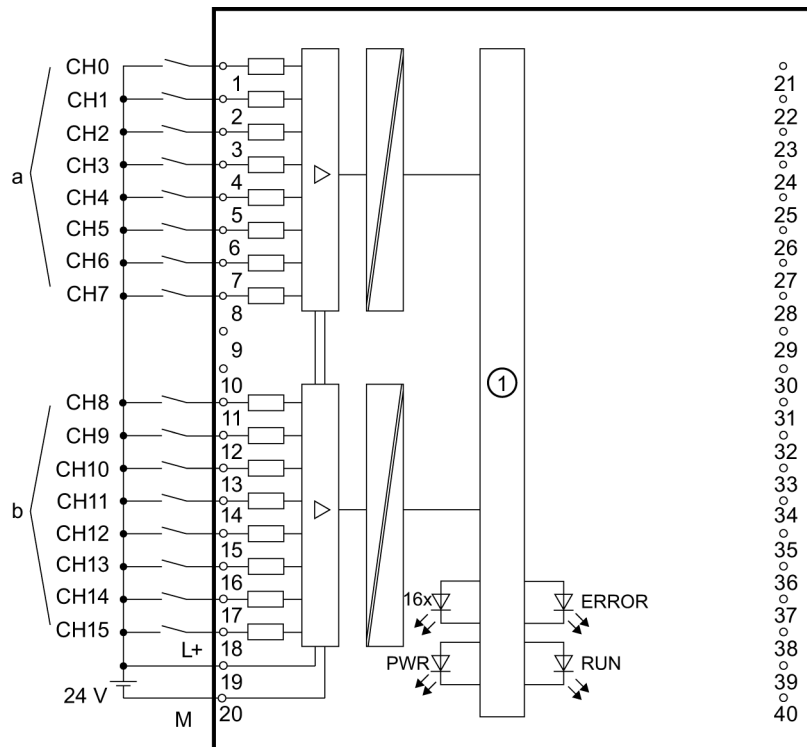 CH0
1
21
CH1
2
22
CH2
3
23
CH3
4
24
a
CH4
5
25
CH5
6
26
CH6
7
27
CH7
8
28
9
29
10
30
1
CH8
11
31
CH9
12
32
CH10
13
33
CH11
14
34
b
CH12
15
35
CH13
16
36
CH14
17
16x
ERROR
37
CH15
18
38
L+
PWR
RUN
19
39
24 V
M
20
40